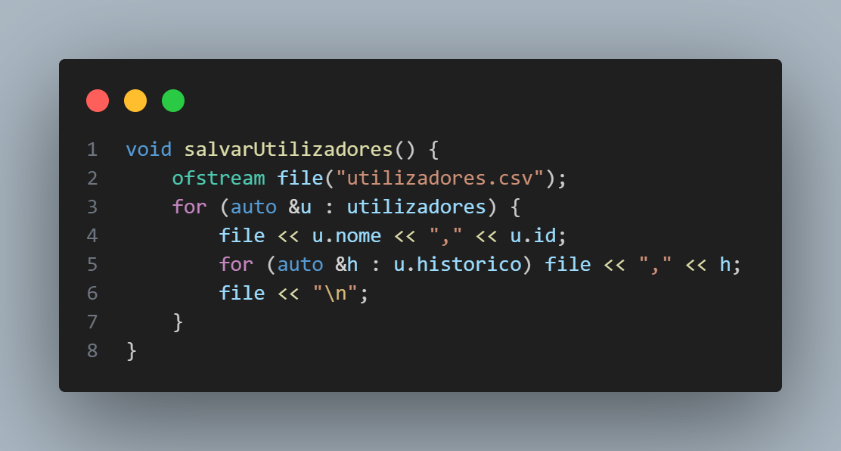 1 void salvarUtilizadores() {
2     ofstream file("utilizadores.csv");
3     for (auto &u : utilizadores) {
4         file << u.nome << "," << u.id;
5         for (auto &h : u.historico) file << "," << h;
6         file << "\n";
7     }
8 }